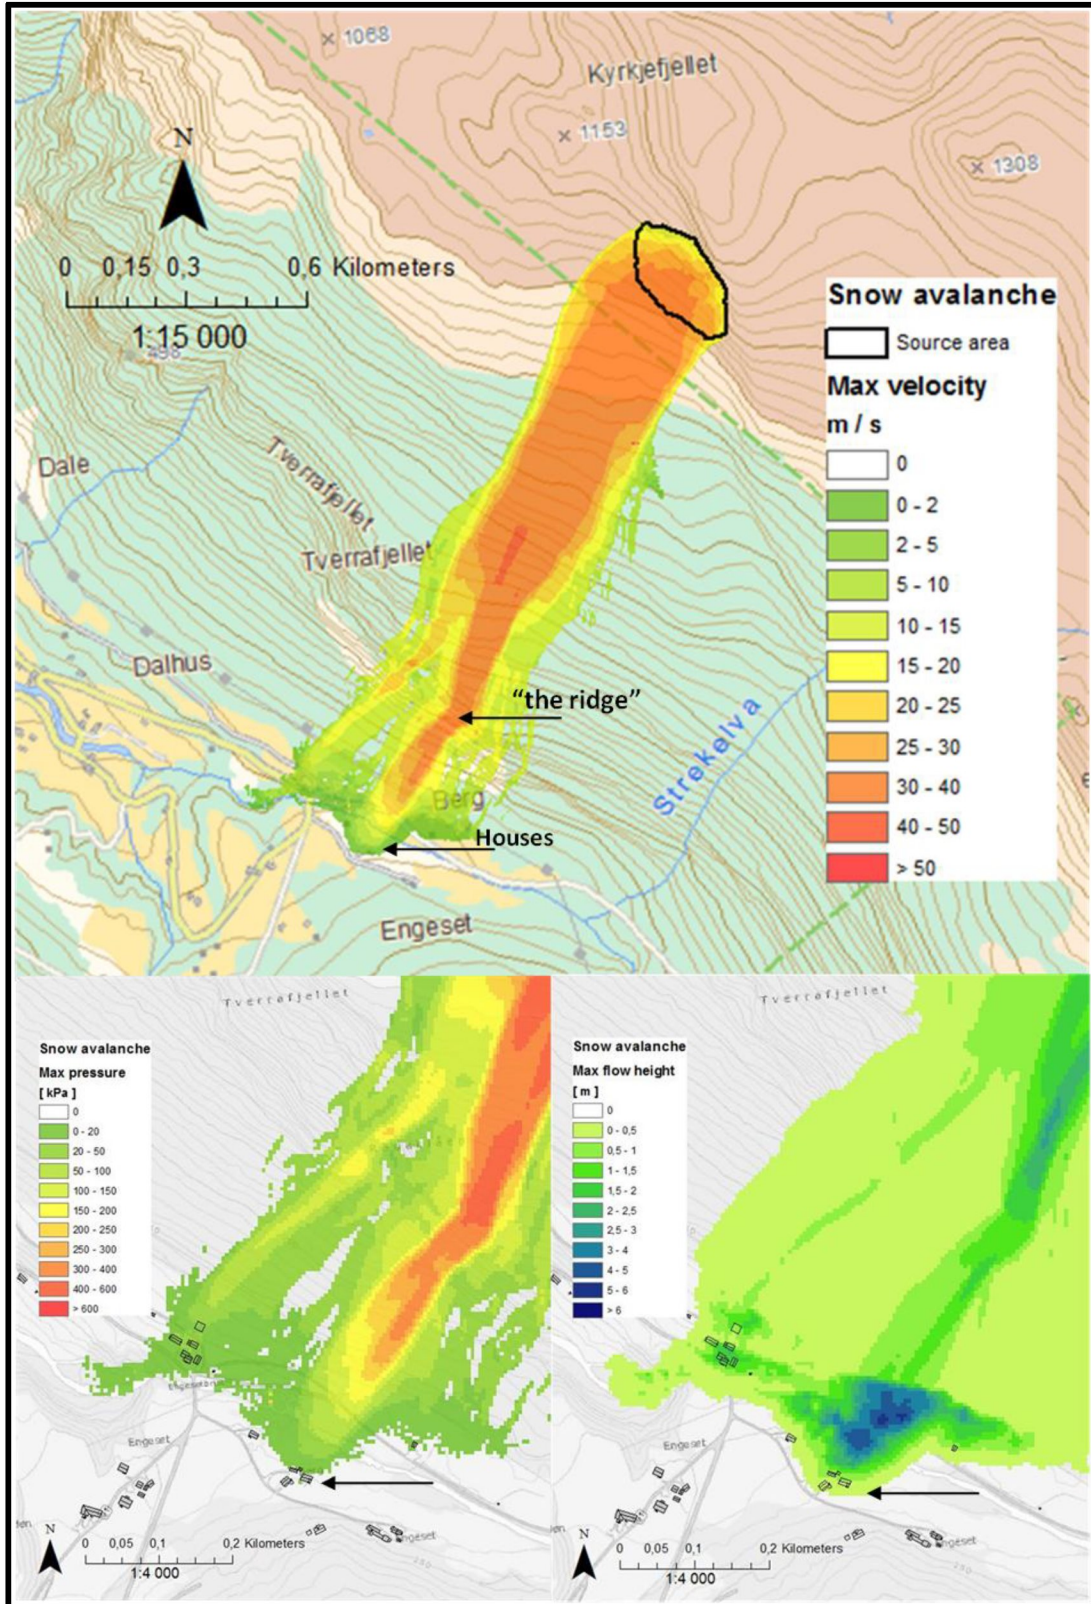 1068
Kyrkjefjellet
1153
1308
N
0 0,15 0,3 0,6 Kilometers
1:15 000
498
Snow avalanche
Source area
Max velocity
m / s
0
0 - 2
2 - 5
5 - 10
10 - 15
15 - 20
20 - 25
25 - 30
30 - 40
40 - 50
> 50
Dale
Tverrafjellet
Tverrafjellet
Dalhus
“the ridge”
Strekelva
Berg
Houses
Engeset
Tverrafjellet
Snow avalanche
Max pressure
[ kPa ]
0
0 - 20
20 - 50
50 - 100
100 - 150
150 - 200
200 - 250
250 - 300
300 - 400
400 - 600
> 600
Engeset
Engeset
N
0 0,05 0,1 0,2 Kilometers
1:4 000
Tverrafjellet
Snow avalanche
Max flow height
[ m ]
0
0 - 0,5
0,5 - 1
1 - 1,5
1,5 - 2
2 - 2,5
2,5 - 3
3 - 4
4 - 5
5 - 6
> 6
Engeset
Engeset
N
0 0,05 0,1 0,2 Kilometers
1:4 000